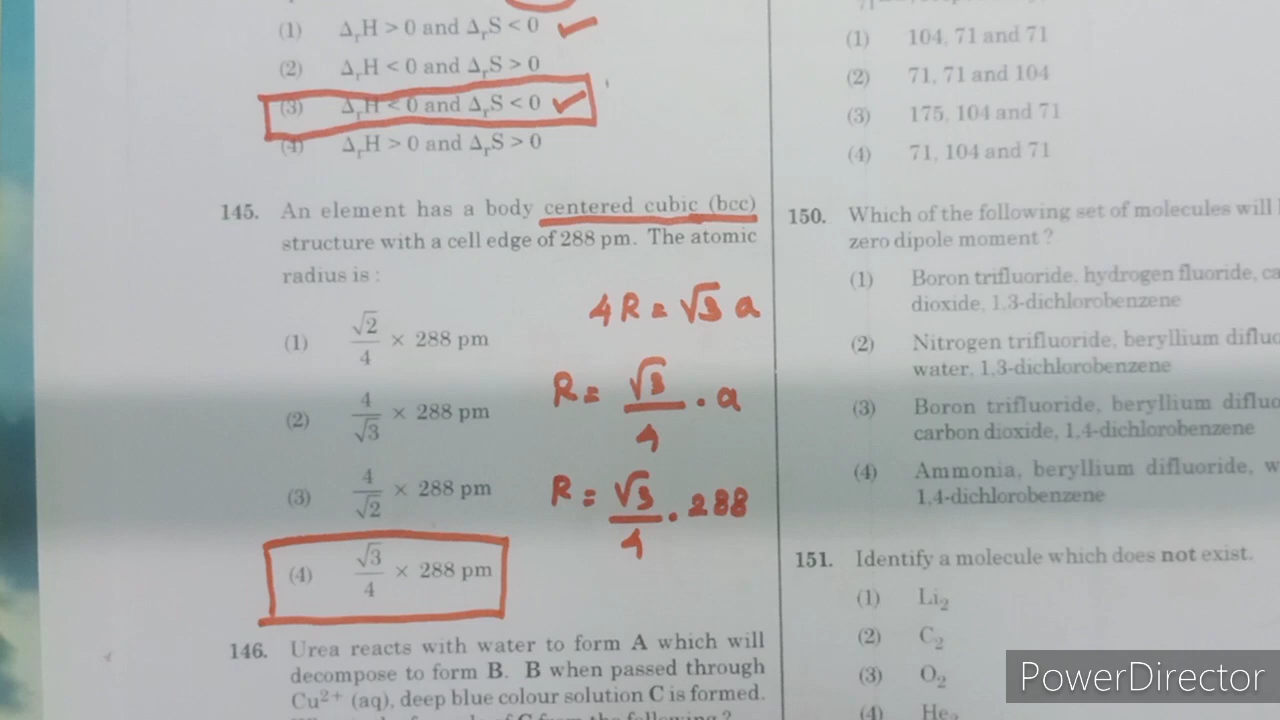 (1) ΔᵣH > 0 and ΔᵣS < 0 ✓
(2) ΔᵣH < 0 and ΔᵣS > 0
(3) ΔᵣH < 0 and ΔᵣS < 0 ✓
(4) ΔᵣH > 0 and ΔᵣS > 0
145. An element has a body centered cubic (bcc)
structure with a cell edge of 288 pm. The atomic
radius is :
(1) √2/4 × 288 pm
(2) 4/√3 × 288 pm
(3) 4/√2 × 288 pm
(4) √3/4 × 288 pm
4R = √3 a
R = √3/4 . a
R = √3/4 . 288
146. Urea reacts with water to form A which will
decompose to form B. B when passed through
Cu²⁺ (aq), deep blue colour solution C is formed.
of C from the following ?
(1) 104, 71 and 71
(2) 71, 71 and 104
(3) 175, 104 and 71
(4) 71, 104 and 71
150. Which of the following set of molecules will
zero dipole moment ?
(1) Boron trifluoride, hydrogen fluoride, ca
dioxide, 1,3-dichlorobenzene
(2) Nitrogen trifluoride, beryllium difluo
water, 1,3-dichlorobenzene
(3) Boron trifluoride, beryllium difluo
carbon dioxide, 1,4-dichlorobenzene
(4) Ammonia, beryllium difluoride, w
1,4-dichlorobenzene
151. Identify a molecule which does not exist.
(1) Li₂
(2) C₂
(3) O₂
(4) He₂
PowerDirector